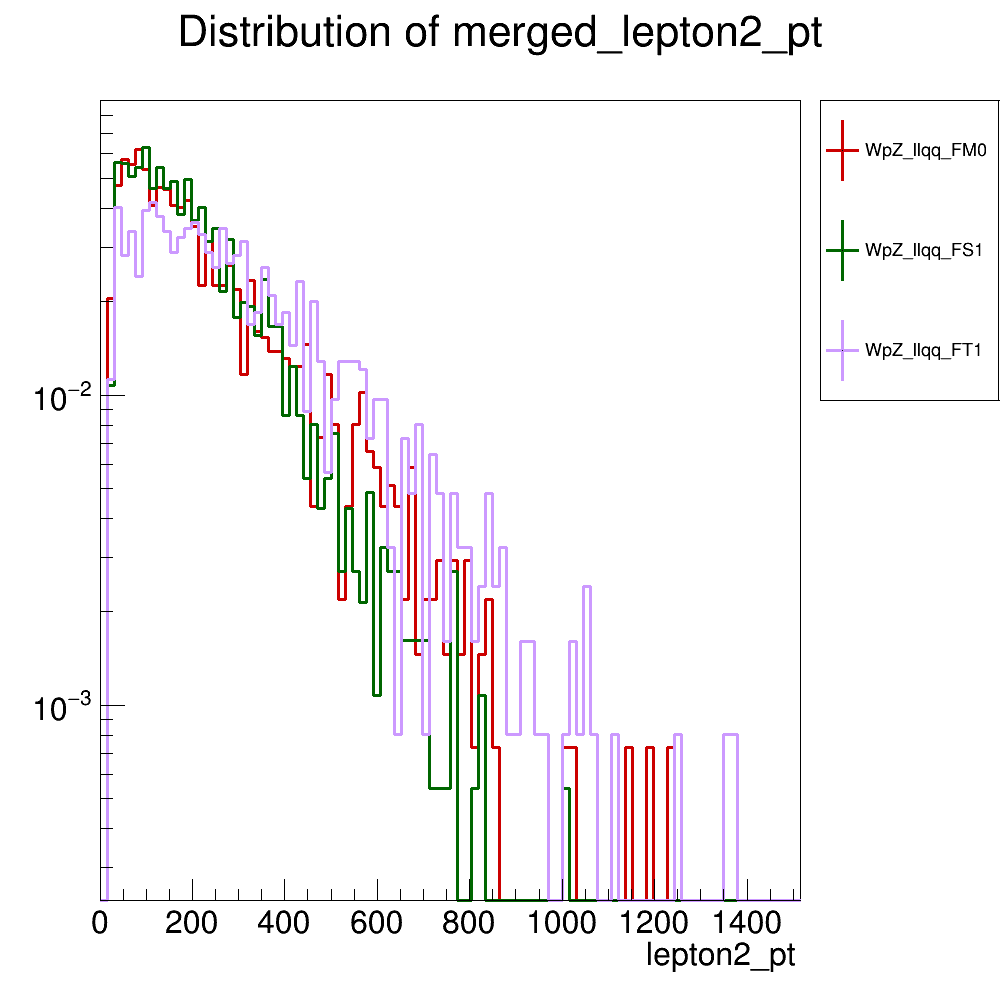 Distribution of merged_lepton2_pt
WpZ_llqq_FM0
WpZ_llqq_FS1
WpZ_llqq_FT1
10−2
10−3
0 200 400 600 800 1000 1200 1400
lepton2_pt